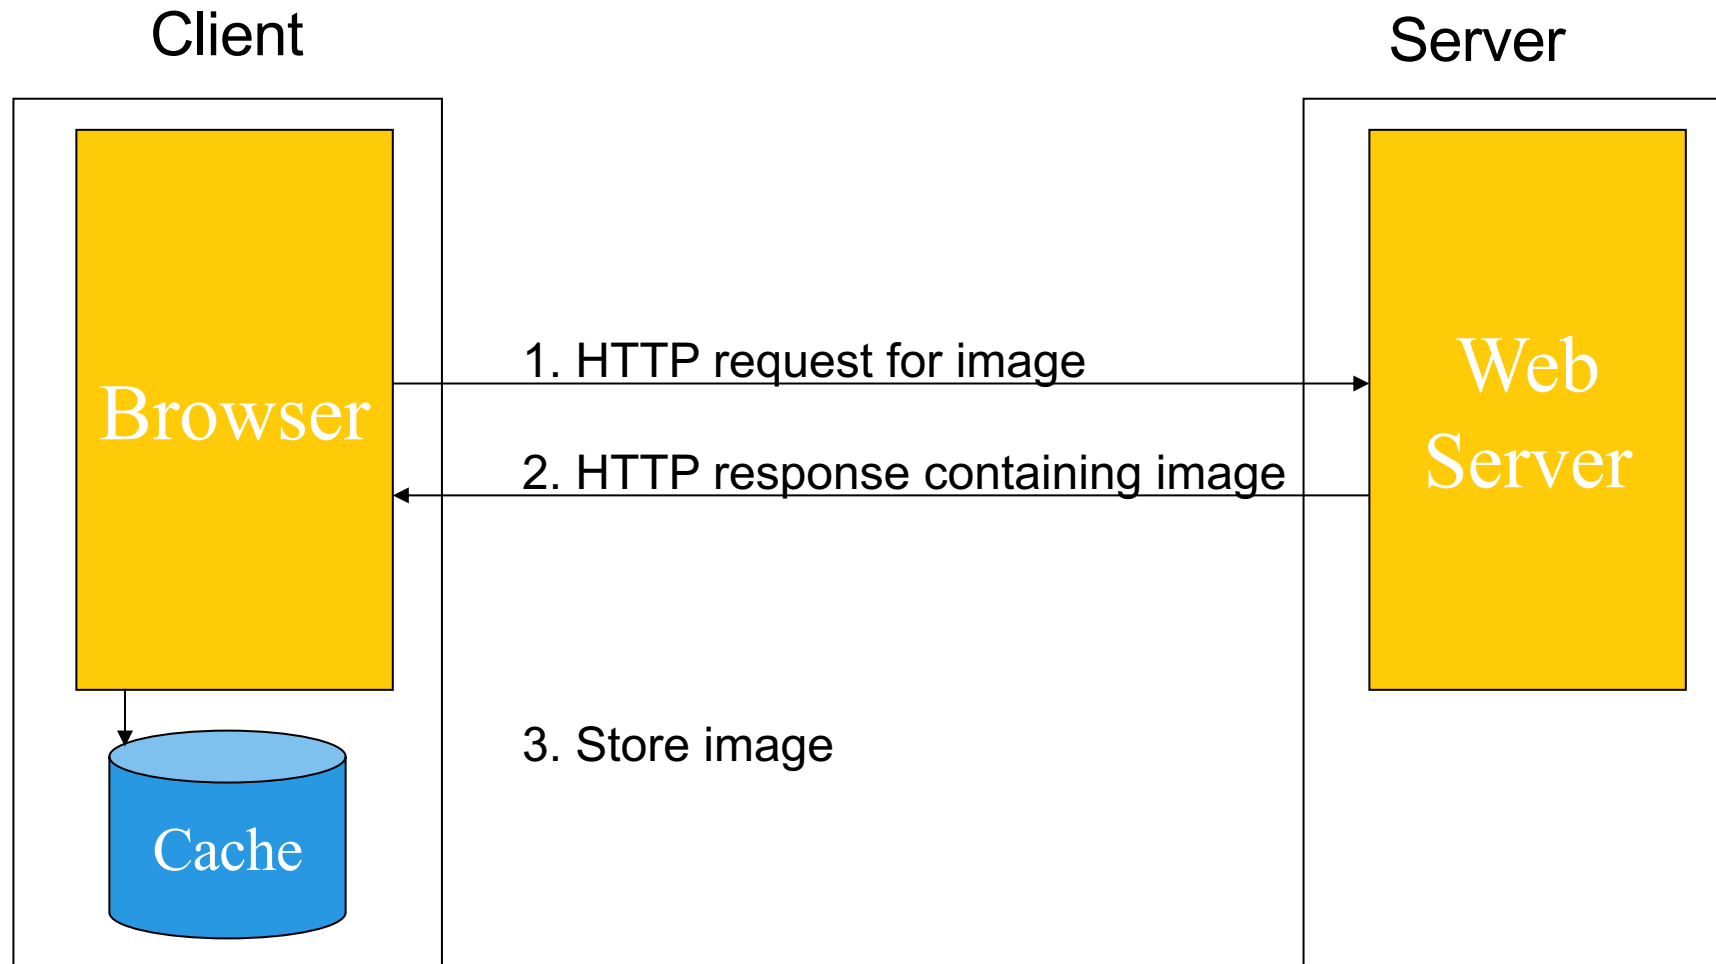 Client
Server
Browser
1. HTTP request for image
2. HTTP response containing image
Web
Server
3. Store image
Cache